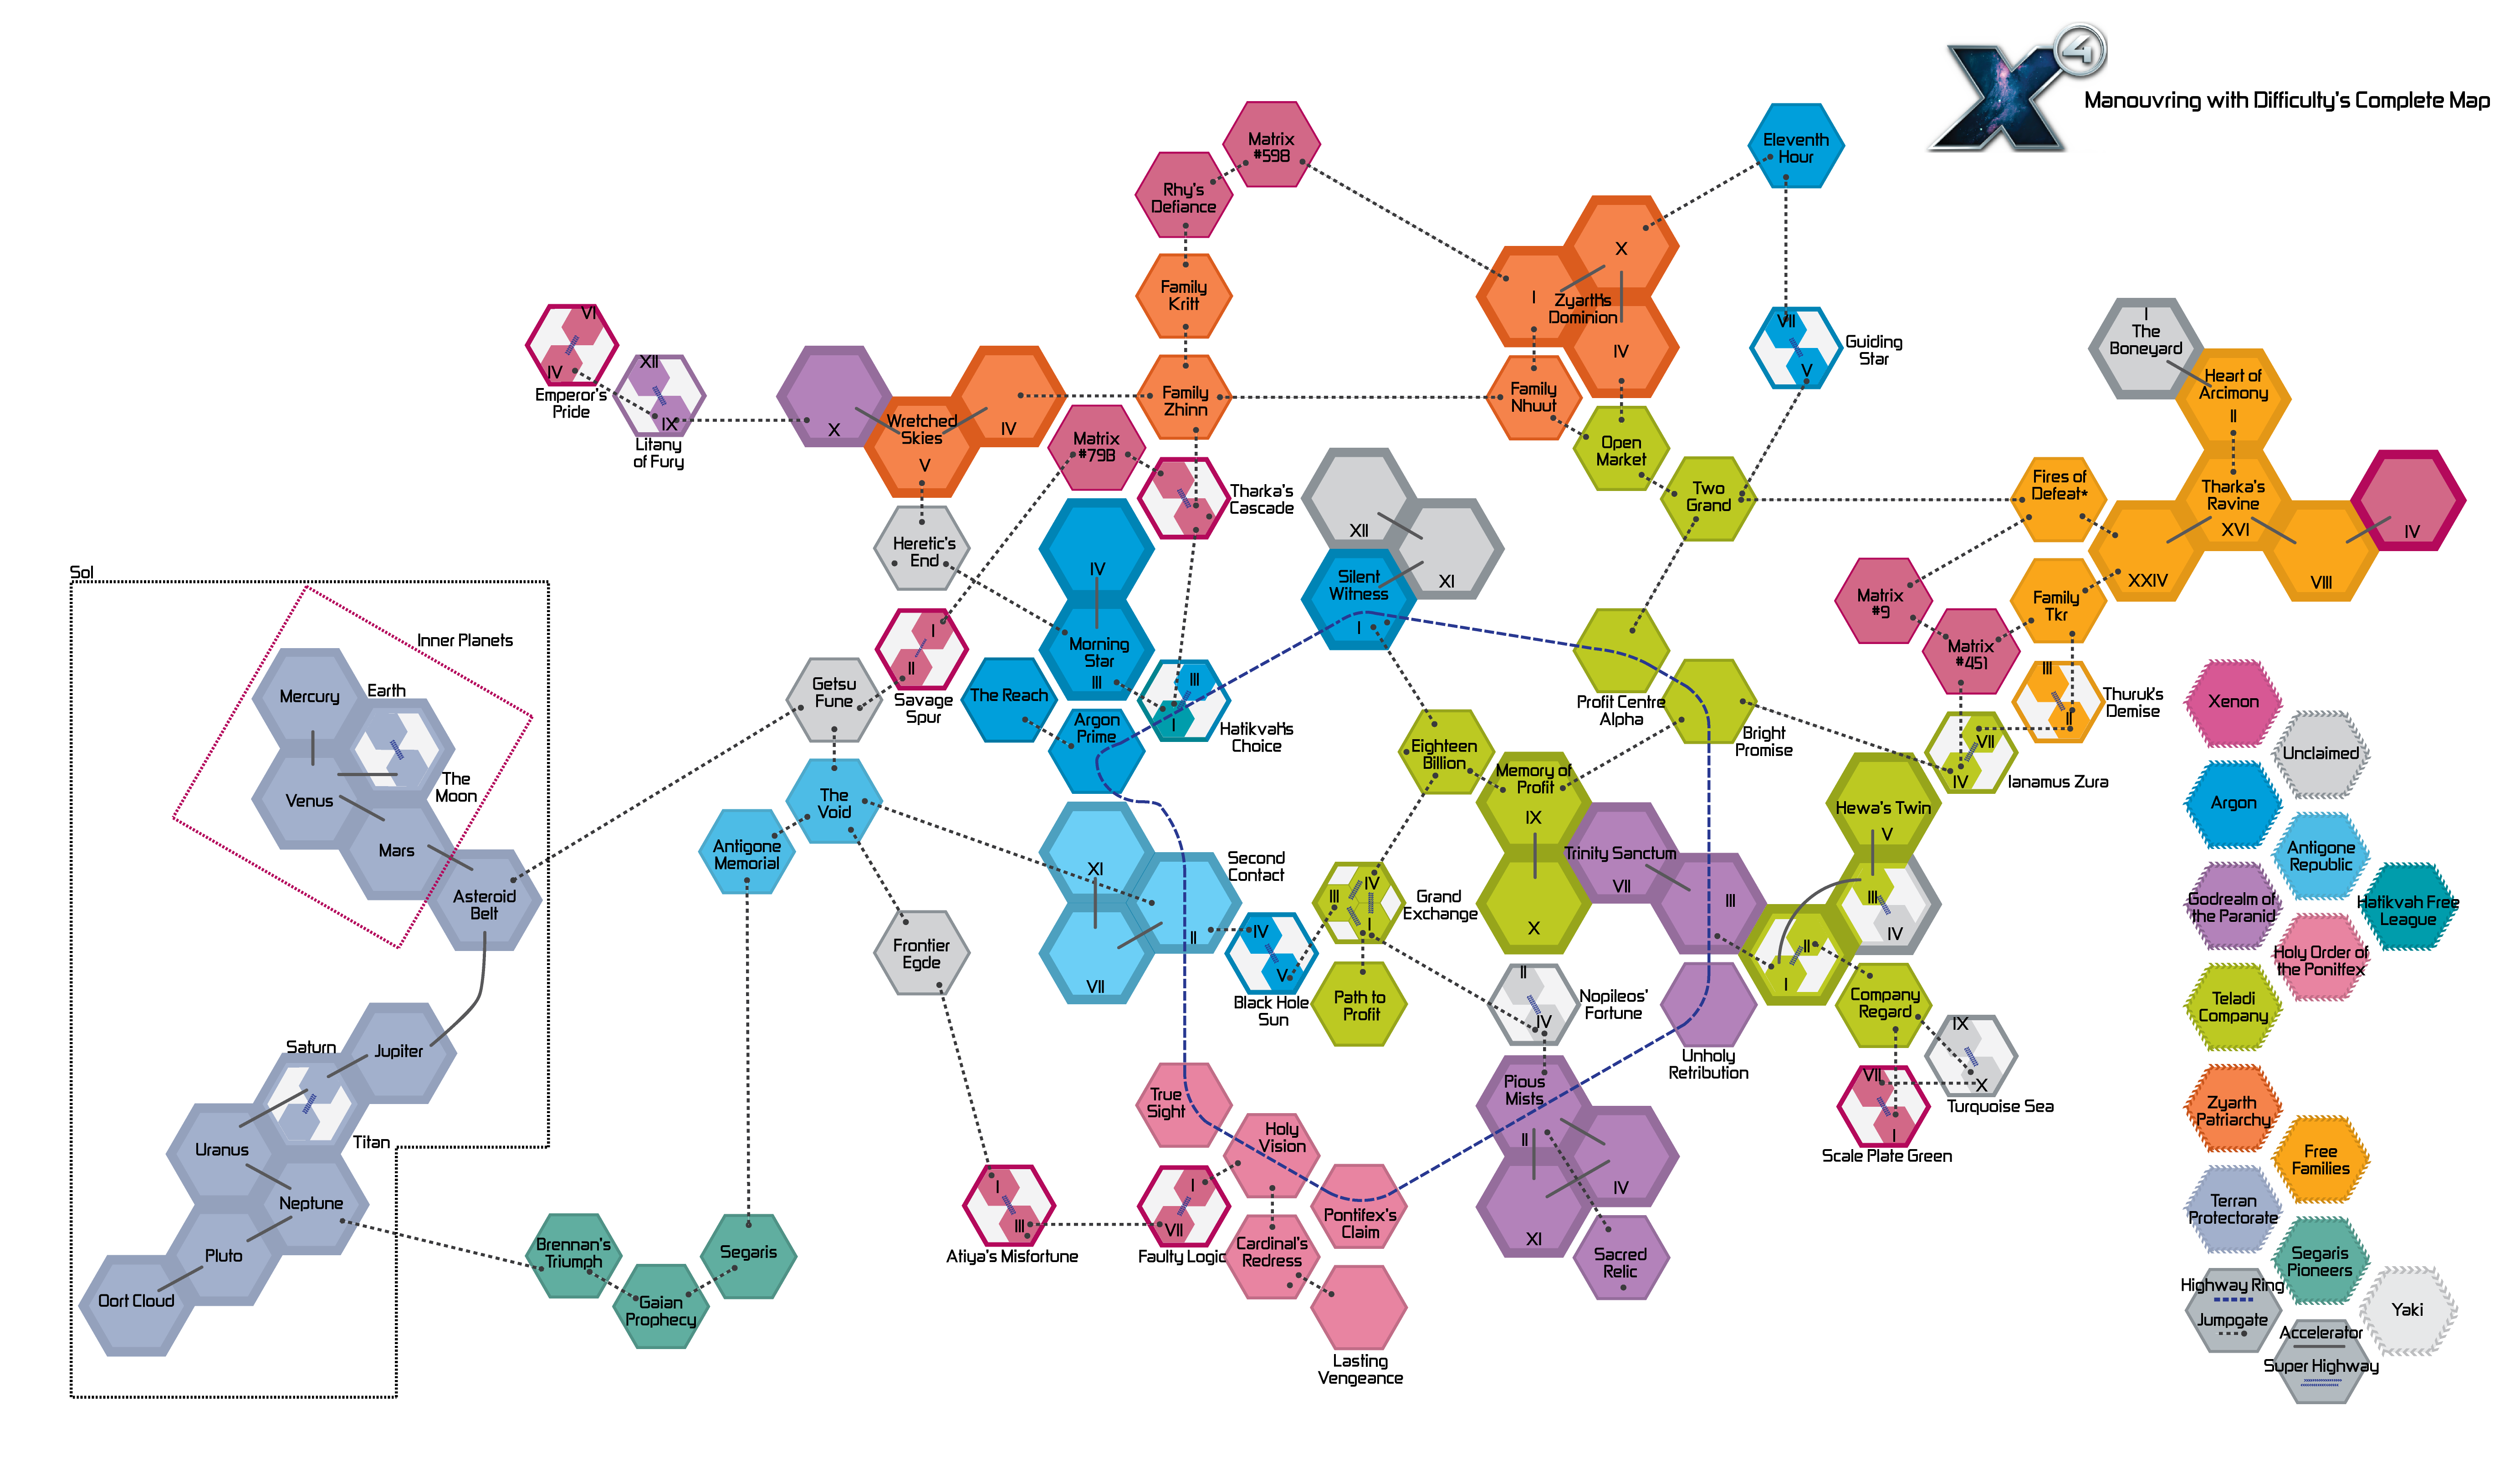 X4
Manouvring with Difficulty's Complete Map
Eleventh
Hour
Matrix
#598
Rhy's
Defiance
Family
Kritt
X
I
Zyarth's
Dominion
IV
VII
V
Guiding
Star
I
The
Boneyard
Heart of
Arcimony
II
VI
IV
Emperor's
Pride
XII
IX
Litany
of Fury
X
Wretched
Skies
V
IV
Family
Zhinn
Family
Nhuut
Matrix
#79B
Open
Market
Tharka's
Cascade
Two
Grand
Fires of
Defeat*
Tharka's
Ravine
XVI
IV
XXIV
VIII
Heretic's
End
IV
XII
XI
Silent
Witness
I
Matrix
#9
Family
Tkr
Sol
Inner Planets
Mercury
Earth
Venus
The
Moon
Mars
Asteroid
Belt
Getsu
Fune
I
II
Savage
Spur
Morning
Star
III
The Reach
Argon
Prime
III
I
Hatikvah's
Choice
Profit Centre
Alpha
Bright
Promise
Matrix
#451
III
II
Thuruk's
Demise
VII
IV
Ianamus Zura
Eighteen
Billion
Memory of
Profit
IX
X
Hewa's Twin
V
III
IV
II
I
The
Void
Antigone
Memorial
XI
Second
Contact
II
VII
IV
III
I
Grand
Exchange
Trinity Sanctum
VII
III
Frontier
Egde
IV
V
Black Hole
Sun
Path to
Profit
II
IV
Nopileos'
Fortune
Unholy
Retribution
Company
Regard
IX
X
Turquoise Sea
VII
I
Scale Plate Green
Jupiter
Saturn
Titan
Uranus
Neptune
Pluto
Oort Cloud
True
Sight
Holy
Vision
Pious
Mists
II
IV
XI
Sacred
Relic
I
III
Atiya's Misfortune
I
VII
Faulty Logic
Cardinal's
Redress
Pontifex's
Claim
Lasting
Vengeance
Brennan's
Triumph
Gaian
Prophecy
Segaris
Xenon
Unclaimed
Argon
Antigone
Republic
Godrealm of
the Paranid
Hatikvah Free
League
Holy Order of
the Ponitfex
Teladi
Company
Zyarth
Patriarchy
Free
Families
Terran
Protectorate
Segaris
Pioneers
Highway Ring
Jumpgate
Yaki
Accelerator
Super Highway